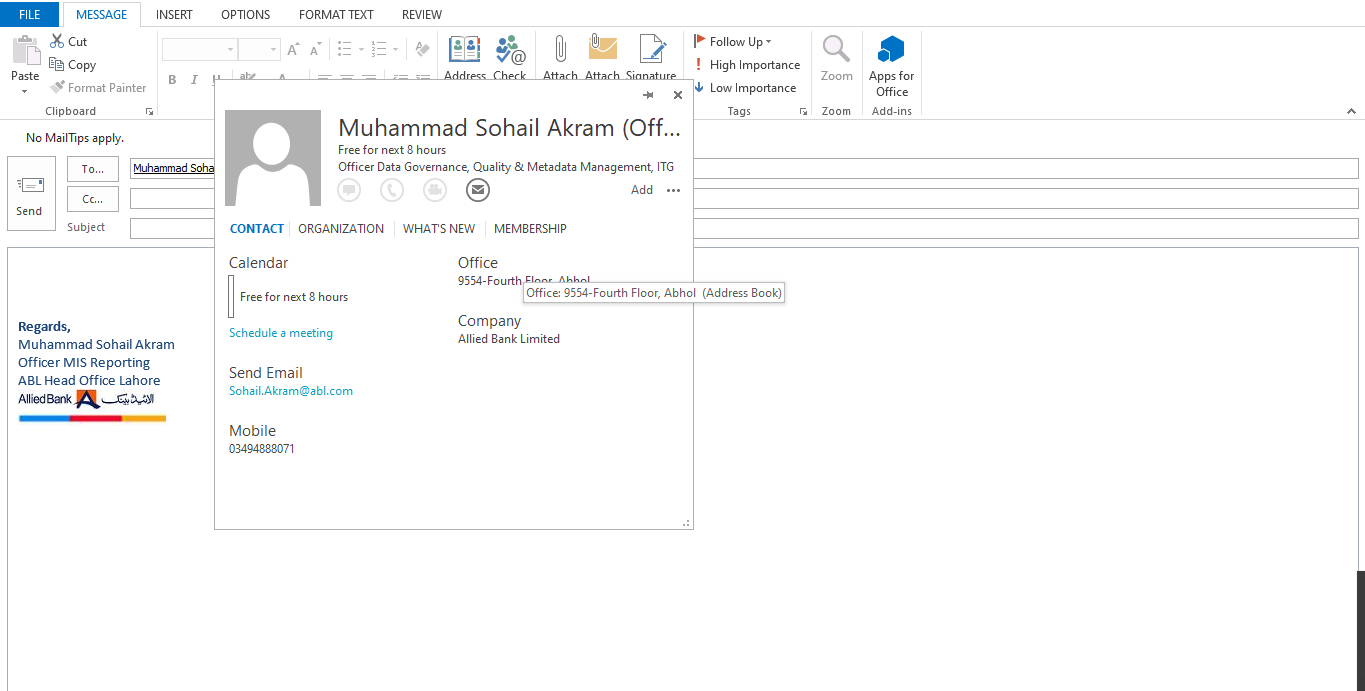 FILE MESSAGE INSERT OPTIONS FORMAT TEXT REVIEW
Paste
Cut
Copy
Format Painter
Clipboard
B I U
Address Check
Attach Attach Signature
Follow Up
High Importance
Low Importance
Tags
Zoom
Zoom
Apps for
Office
Add-ins
No MailTips apply.
Send
To...
Muhammad Soha
Cc...
Subject
Muhammad Sohail Akram (Off...
Free for next 8 hours
Officer Data Governance, Quality & Metadata Management, ITG
Add
CONTACT ORGANIZATION WHAT'S NEW MEMBERSHIP
Calendar
Free for next 8 hours
Schedule a meeting
Send Email
Sohail.Akram@abl.com
Mobile
03494888071
Office
9554-Fourth Floor, Abhol
Office: 9554-Fourth Floor, Abhol (Address Book)
Company
Allied Bank Limited
Regards,
Muhammad Sohail Akram
Officer MIS Reporting
ABL Head Office Lahore
Allied Bank الائیڈ بینک